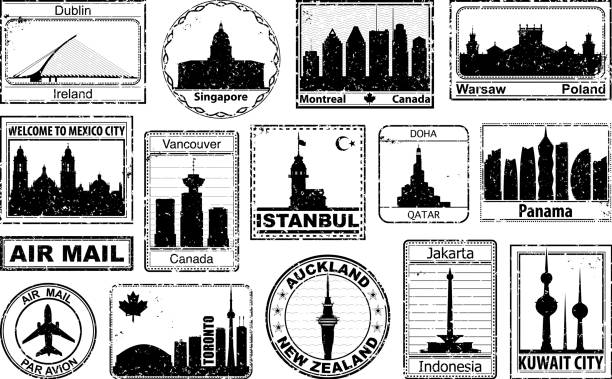 Dublin
Ireland
Singapore
Montreal Canada
Warsaw Poland
WELCOME TO MEXICO CITY
Vancouver
Canada
ISTANBUL
DOHA
QATAR
Panama
AIR MAIL
AIR MAIL
PAR AVION
TORONTO
AUCKLAND
NEW ZEALAND
Jakarta
Indonesia
KUWAIT CITY